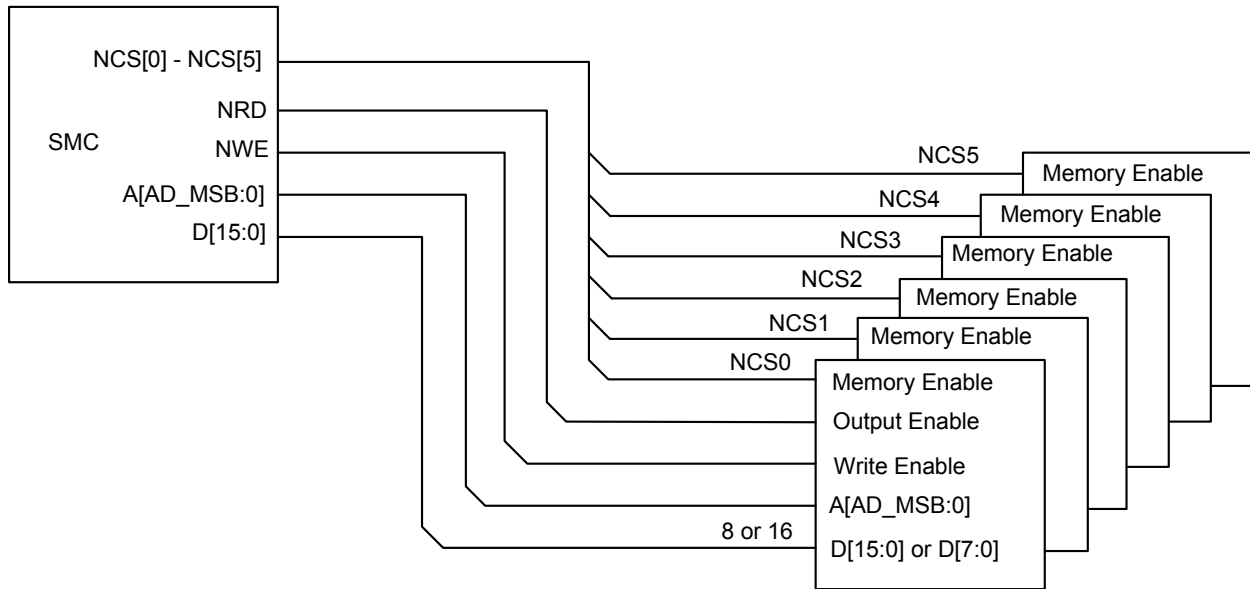 NCS[0] - NCS[5]
NRD
SMC
NWE
A[AD_MSB:0]
D[15:0]
NCS5
Memory Enable
NCS4
Memory Enable
NCS3
Memory Enable
NCS2
Memory Enable
NCS1
Memory Enable
NCS0
Memory Enable
Output Enable
Write Enable
A[AD_MSB:0]
8 or 16
D[15:0] or D[7:0]